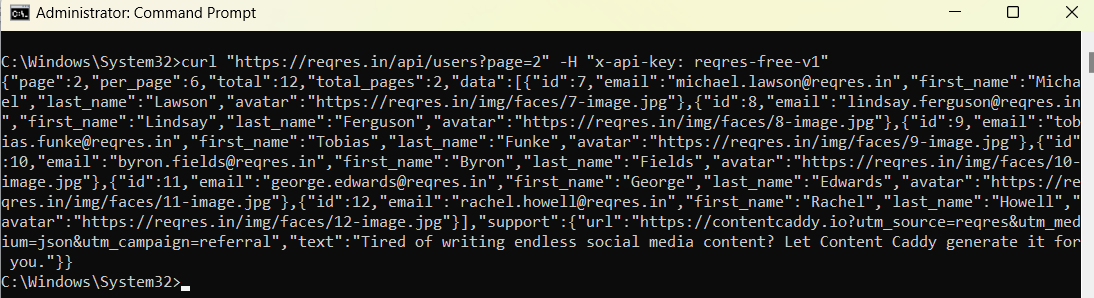 Administrator: Command Prompt
C:\Windows\System32>curl "https://reqres.in/api/users?page=2" -H "x-api-key: reqres-free-v1"
{"page":2,"per_page":6,"total":12,"total_pages":2,"data":[{"id":7,"email":"michael.lawson@reqres.in","first_name":"Micha
el","last_name":"Lawson","avatar":"https://reqres.in/img/faces/7-image.jpg"},{"id":8,"email":"lindsay.ferguson@reqres.in
","first_name":"Lindsay","last_name":"Ferguson","avatar":"https://reqres.in/img/faces/8-image.jpg"},{"id":9,"email":"tob
ias.funke@reqres.in","first_name":"Tobias","last_name":"Funke","avatar":"https://reqres.in/img/faces/9-image.jpg"},{"id"
:10,"email":"byron.fields@reqres.in","first_name":"Byron","last_name":"Fields","avatar":"https://reqres.in/img/faces/10-
image.jpg"},{"id":11,"email":"george.edwards@reqres.in","first_name":"George","last_name":"Edwards","avatar":"https://re
qres.in/img/faces/11-image.jpg"},{"id":12,"email":"rachel.howell@reqres.in","first_name":"Rachel","last_name":"Howell","
avatar":"https://reqres.in/img/faces/12-image.jpg"}],"support":{"url":"https://contentcaddy.io?utm_source=reqres&utm_med
ium=json&utm_campaign=referral","text":"Tired of writing endless social media content? Let Content Caddy generate it for
 you."}}
C:\Windows\System32>